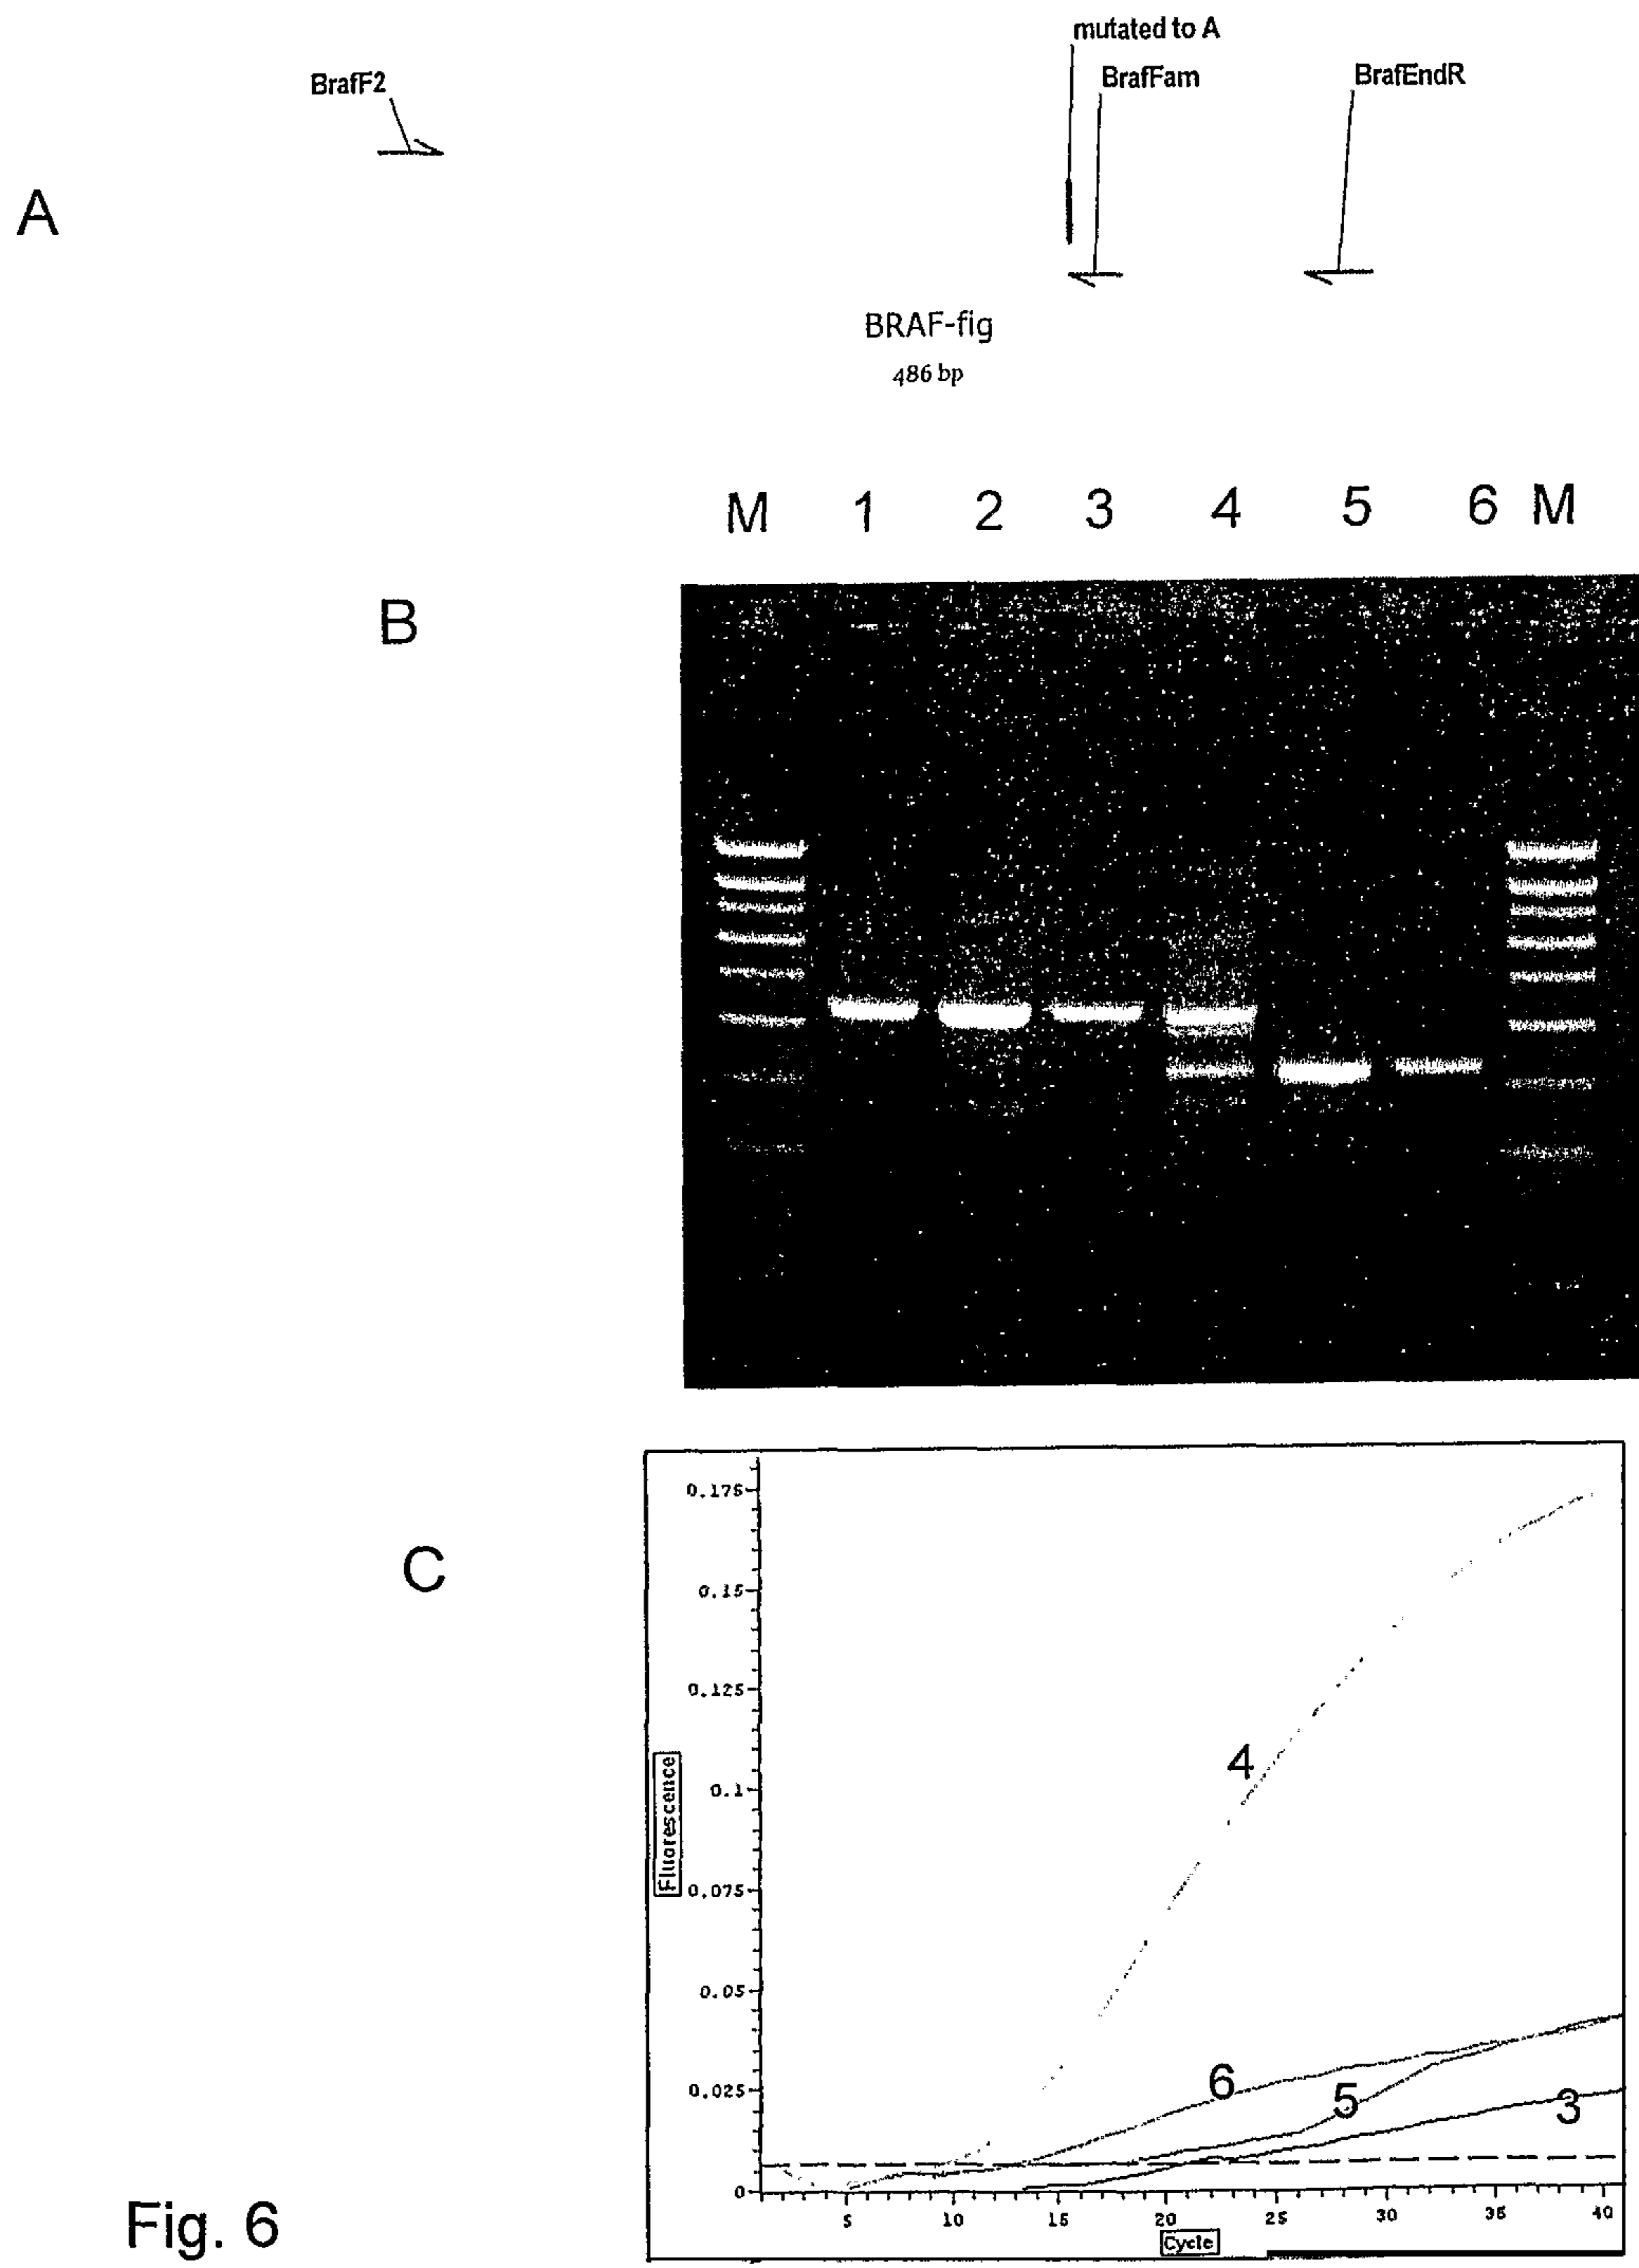 mutated to A
BrafF2
BrafFam
BrafEndR
A
BRAF-fig
486 bp
M 1 2 3 4 5 6 M
B
C
0.175
0.15
0.125
0.1
0.075
0.05
0.025
0
Fluorescence
4
6
5
3
5 10 15 20 25 30 35 40
Cycle
Fig. 6